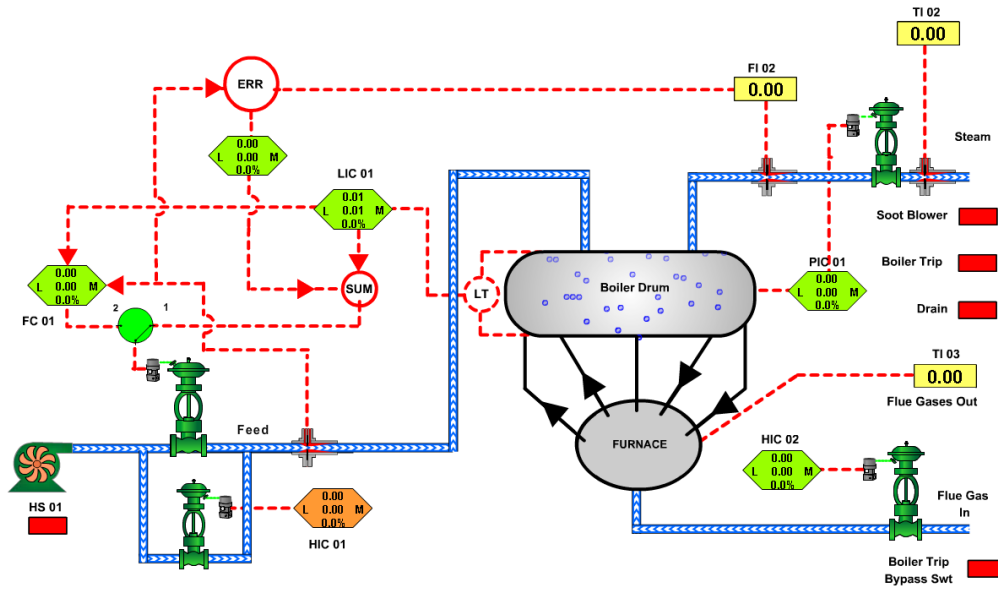 TI 02
0.00
ERR
FI 02
0.00
0.00
L 0.00 M
0.0%
Steam
LIC 01
0.01
L 0.01 M
0.0%
Soot Blower
PIC 01
Boiler Trip
0.00
L 0.00 M
0.0%
FC 01
SUM
LT
Boiler Drum
0.00
L 0.00 M
0.0%
2 1
Drain
TI 03
0.00
Flue Gases Out
Feed
FURNACE
HIC 02
0.00
L 0.00 M
0.0%
HS 01
0.00
L 0.00 M
0.0%
HIC 01
Flue Gas
In
Boiler Trip
Bypass Swt